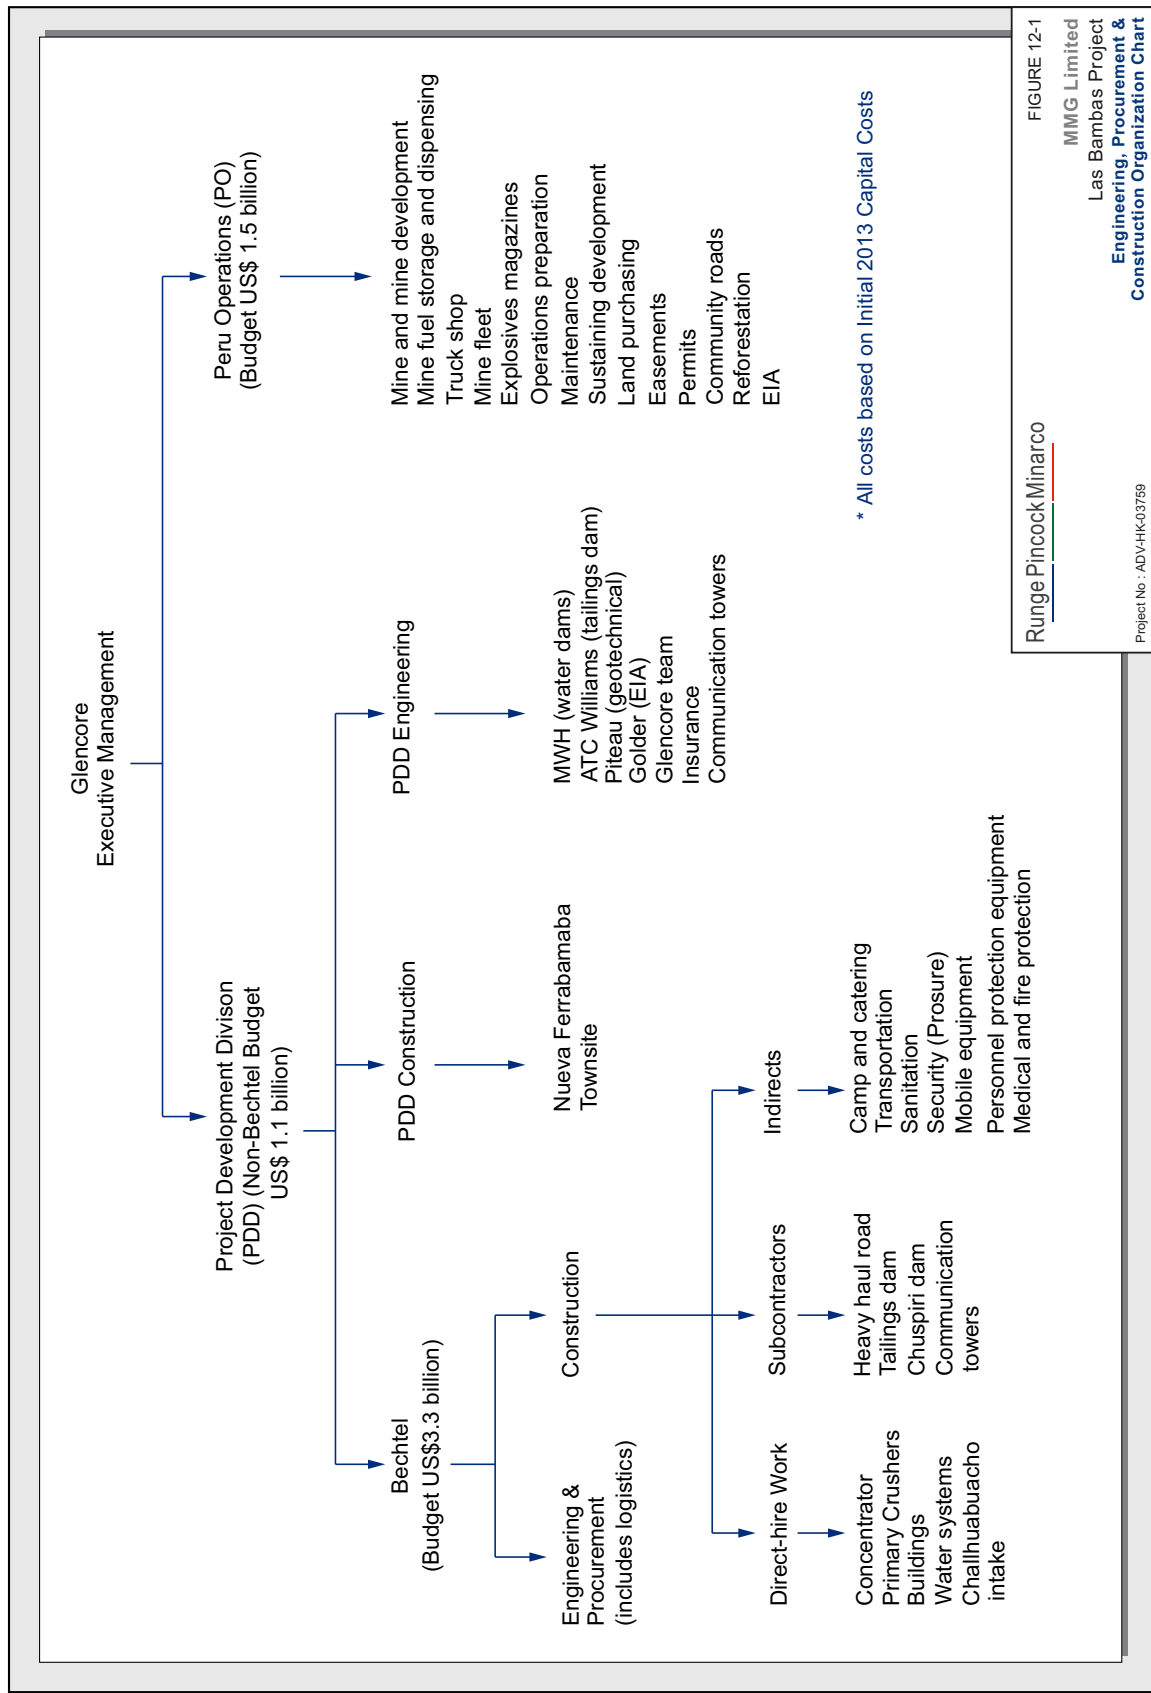 Glencore
Executive Management
Project Development Divison
(PDD) (Non-Bechtel Budget
US$ 1.1 billion)
Peru Operations (PO)
(Budget US$ 1.5 billion)
Bechtel
(Budget US$3.3 billion)
PDD Construction
PDD Engineering
Mine and mine development
Mine fuel storage and dispensing
Truck shop
Mine fleet
Explosives magazines
Operations preparation
Maintenance
Sustaining development
Land purchasing
Easements
Permits
Community roads
Reforestation
EIA
Engineering &
Procurement
(includes logistics)
Construction
Nueva Ferrabamaba
Townsite
MWH (water dams)
ATC Williams (tailings dam)
Piteau (geotechnical)
Golder (EIA)
Glencore team
Insurance
Communication towers
Direct-hire Work
Subcontractors
Indirects
Concentrator
Primary Crushers
Buildings
Water systems
Challhuabuacho
intake
Heavy haul road
Tailings dam
Chuspiri dam
Communication
towers
Camp and catering
Transportation
Sanitation
Security (Prosure)
Mobile equipment
Personnel protection equipment
Medical and fire protection
* All costs based on Initial 2013 Capital Costs
Runge Pincock Minarco
Project No : ADV-HK-03759
FIGURE 12-1
MMG Limited
Las Bambas Project
Engineering, Procurement &
Construction Organization Chart